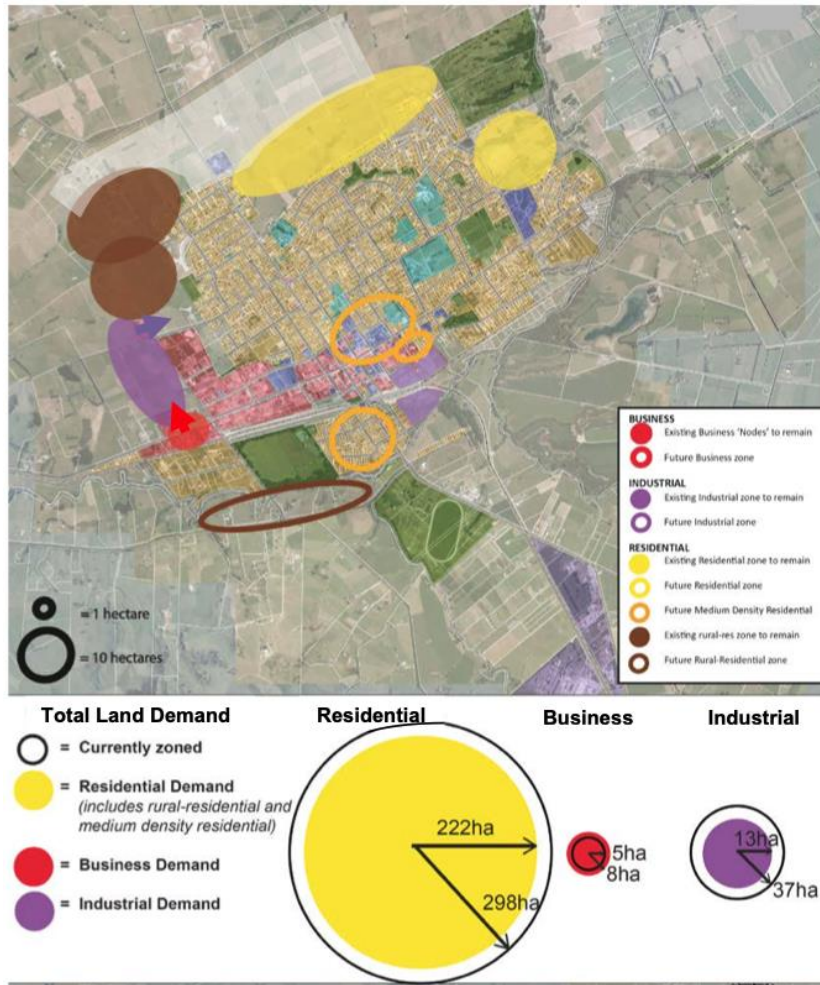 BUSINESS
Existing Business 'Nodes' to remain
Future Business zone
INDUSTRIAL
Existing Industrial zone to remain
Future Industrial zone
RESIDENTIAL
Existing Residential zone to remain
Future Residential zone
Future Medium Density Residential
Existing rural-res zone to remain
Future Rural-Residential zone
= 1 hectare
= 10 hectares
Total Land Demand
= Currently zoned
= Residential Demand
(includes rural-residential and
medium density residential)
= Business Demand
= Industrial Demand
Residential
222ha
298ha
Business
5ha
8ha
Industrial
13ha
37ha